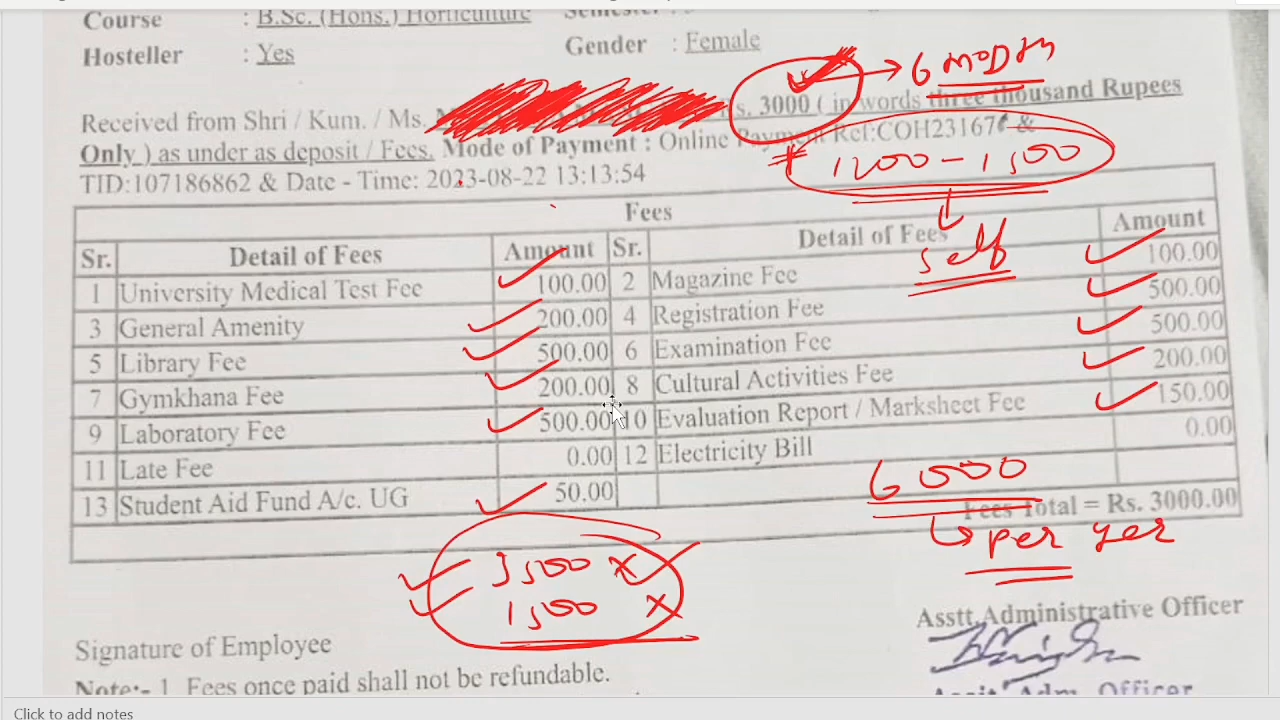 Course : B.Sc. (Hons.) Horticulture
Hosteller : Yes Gender : Female
6 month
Received from Shri / Kum. / Ms. Rs. 3000 ( in words three thousand Rupees
Only ) as under as deposit / Fees. Mode of Payment : Online Payment Ref:COH231676 &
* 1200 - 1500
TID:107186862 & Date - Time: 2023-08-22 13:13:54
self
Fees
Sr. Detail of Fees Amount Sr. Detail of Fees Amount
1 University Medical Test Fee 100.00 2 Magazine Fee 100.00
3 General Amenity 200.00 4 Registration Fee 500.00
5 Library Fee 500.00 6 Examination Fee 500.00
7 Gymkhana Fee 200.00 8 Cultural Activities Fee 200.00
9 Laboratory Fee 500.00 10 Evaluation Report / Marksheet Fee 150.00
11 Late Fee 0.00 12 Electricity Bill 0.00
13 Student Aid Fund A/c. UG 50.00
6000
Fees Total = Rs. 3000.00
per yer
3500 x
1500 x
Asstt.Administrative Officer
Signature of Employee
Note:- 1. Fees once paid shall not be refundable.
Asstt. Adm. Officer
Click to add notes